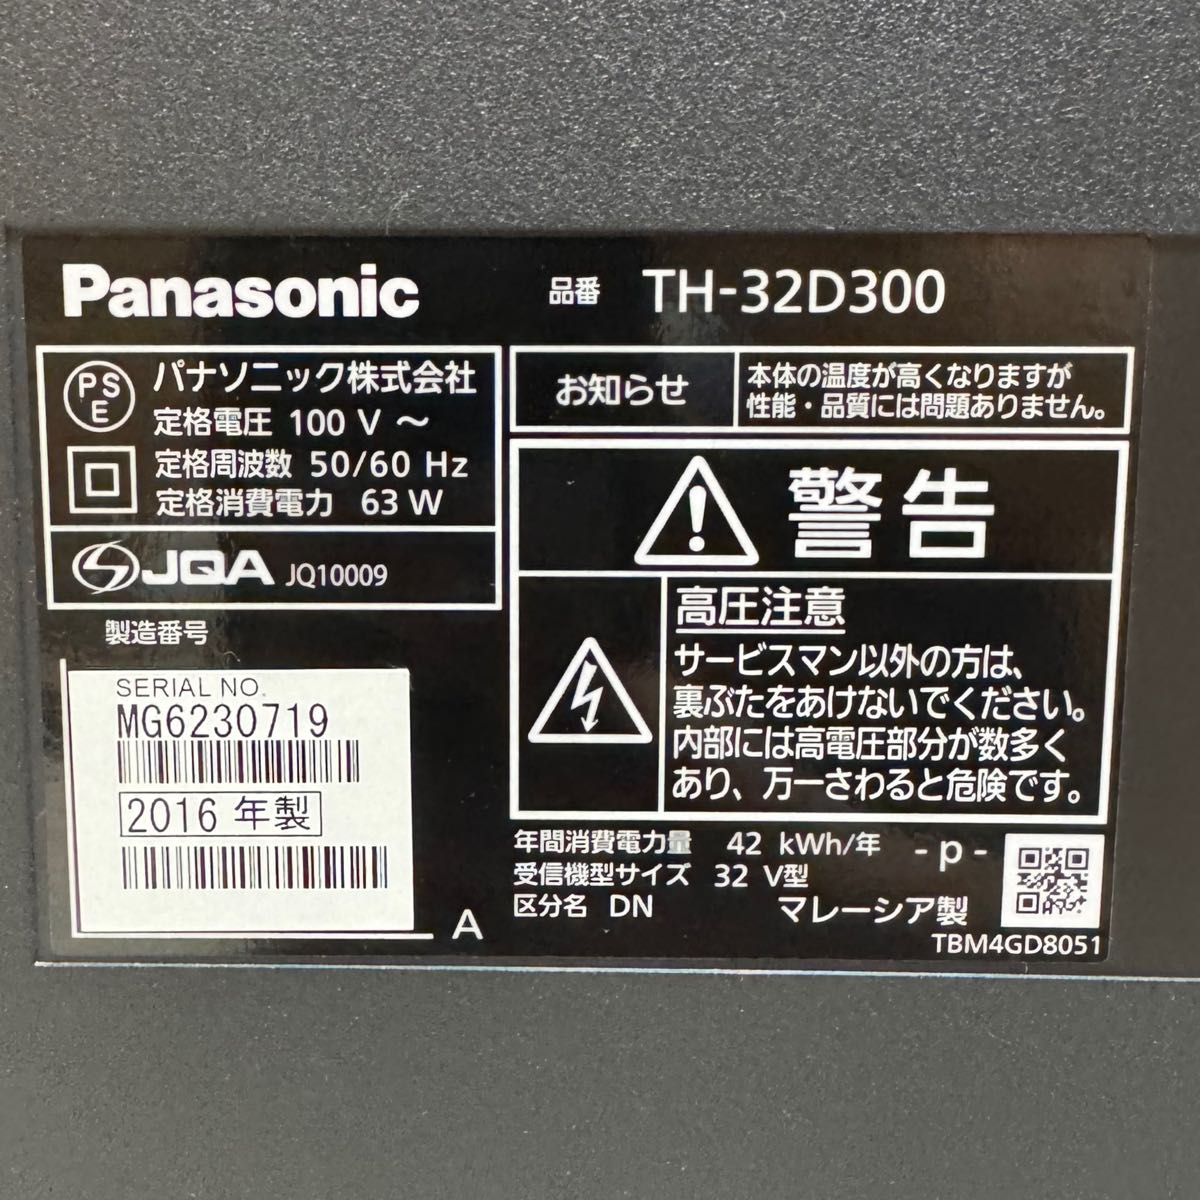 Panasonic
品番 TH-32D300
PSE
パナソニック株式会社
定格電圧 100 V ～
定格周波数 50/60 Hz
定格消費電力 63 W
JQA JQ10009
製造番号
SERIAL NO.
MG6230719
2016 年製
A
お知らせ
本体の温度が高くなりますが
性能・品質には問題ありません。
警告
高圧注意
サービスマン以外の方は、
裏ぶたをあけないでください。
内部には高電圧部分が数多く
あり、万一さわると危険です。
年間消費電力量 42 kWh/年
受信機型サイズ 32 V型
区分名 DN
- p -
マレーシア製
TBM4GD8051